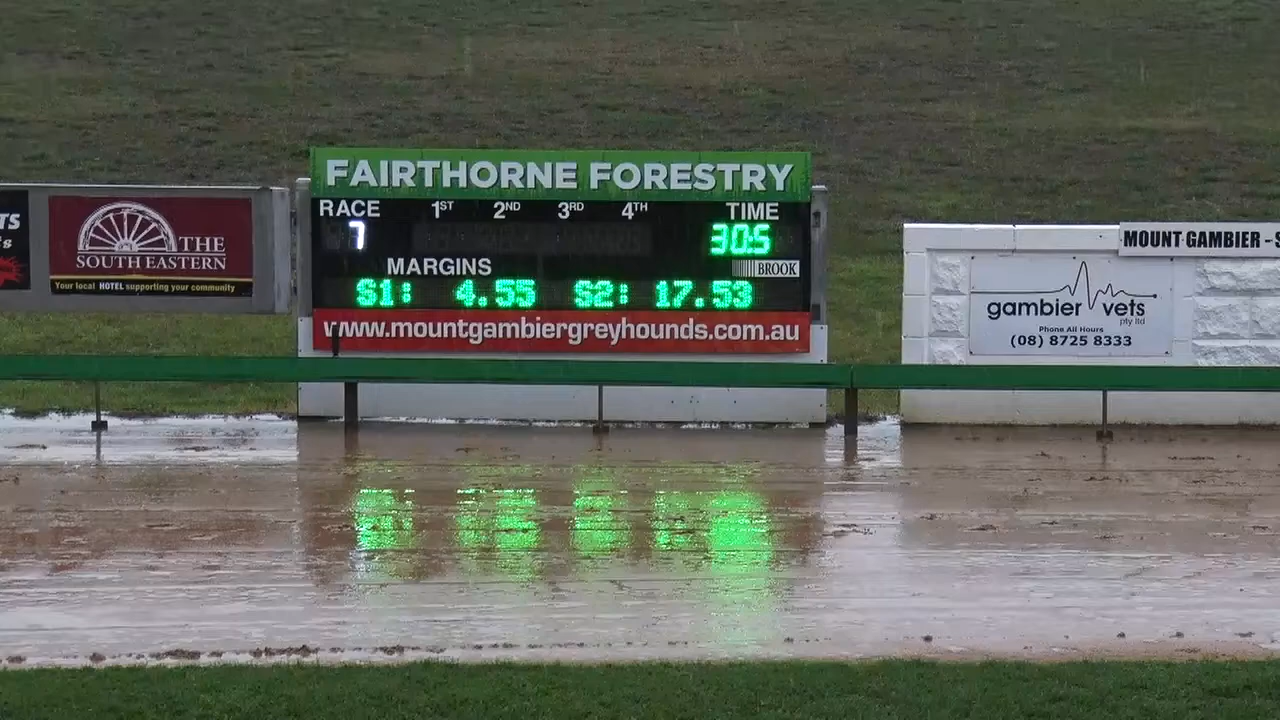 TS
s
THE
SOUTH EASTERN
Your local HOTEL supporting your community
FAIRTHORNE FORESTRY
RACE 1ST 2ND 3RD 4TH TIME
7 30:5
MARGINS BROOK
S1: 4.55 S2: 17.53
www.mountgambiergreyhounds.com.au
MOUNT GAMBIER - S
gambier vets
pty ltd
Phone All Hours
(08) 8725 8333